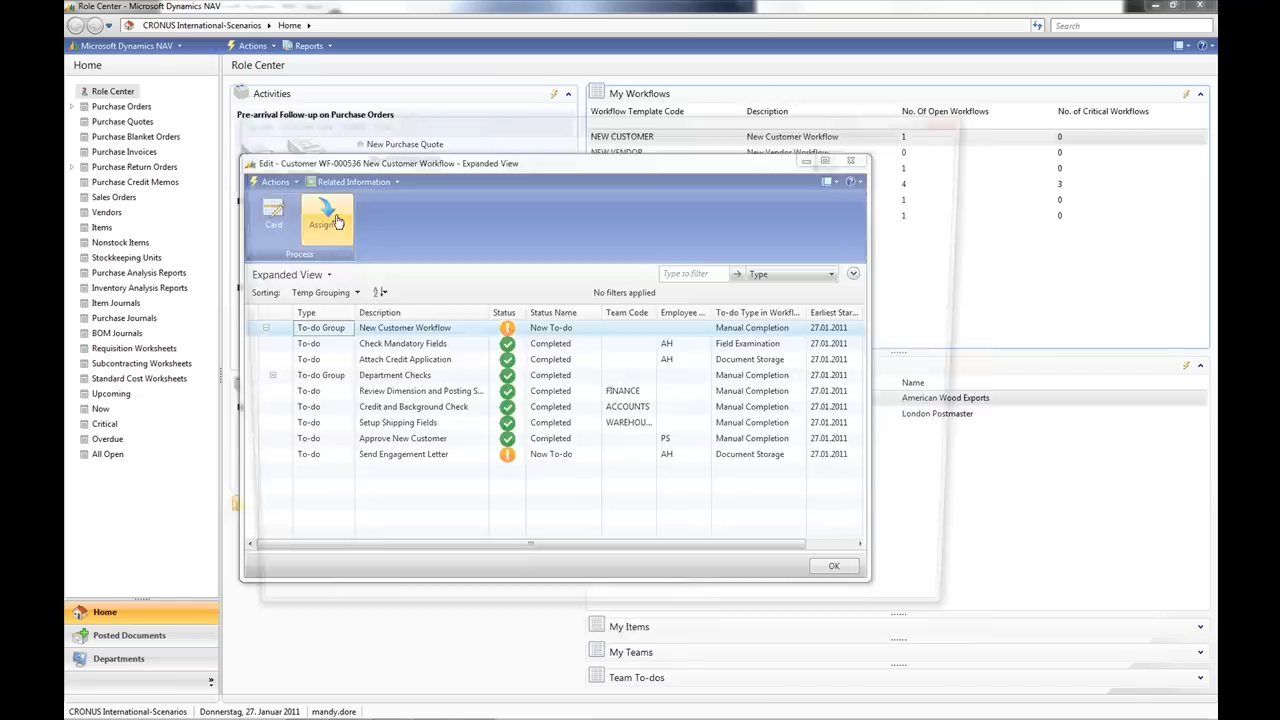 Role Center - Microsoft Dynamics NAV
CRONUS International-Scenarios Home Search
Microsoft Dynamics NAV Actions Reports
Home
Role Center
Purchase Orders
Purchase Quotes
Purchase Blanket Orders
Purchase Invoices
Purchase Return Orders
Purchase Credit Memos
Sales Orders
Vendors
Items
Nonstock Items
Stockkeeping Units
Purchase Analysis Reports
Inventory Analysis Reports
Item Journals
Purchase Journals
BOM Journals
Requisition Worksheets
Subcontracting Worksheets
Standard Cost Worksheets
Upcoming
Now
Critical
Overdue
All Open
Home
Posted Documents
Departments
Role Center
Activities
Pre-arrival Follow-up on Purchase Orders
New Purchase Quote
My Workflows
Workflow Template Code Description No. Of Open Workflows No. of Critical Workflows
NEW CUSTOMER New Customer Workflow 1 0
NEW VENDOR New Vendor Workflow 0 0
1 0
4 3
1 0
1 0
Edit - Customer WF-000536 New Customer Workflow - Expanded View
Actions Related Information
Card Assign
Process
Expanded View Type to filter Type
Sorting: Temp Grouping No filters applied
Type Description Status Status Name Team Code Employee ... To-do Type in Workfl... Earliest Star...
To-do Group New Customer Workflow Now To-do Manual Completion 27.01.2011
To-do Check Mandatory Fields Completed AH Field Examination 27.01.2011
To-do Attach Credit Application Completed AH Document Storage 27.01.2011
To-do Group Department Checks Completed Manual Completion 27.01.2011
To-do Review Dimension and Posting S... Completed FINANCE Manual Completion 27.01.2011
To-do Credit and Background Check Completed ACCOUNTS Manual Completion 27.01.2011
To-do Setup Shipping Fields Completed WAREHOU... Manual Completion 27.01.2011
To-do Approve New Customer Completed PS Manual Completion 27.01.2011
To-do Send Engagement Letter Now To-do AH Document Storage 27.01.2011
OK
Name
American Wood Exports
London Postmaster
My Items
My Teams
Team To-dos
CRONUS International-Scenarios Donnerstag, 27. Januar 2011 mandy.dore